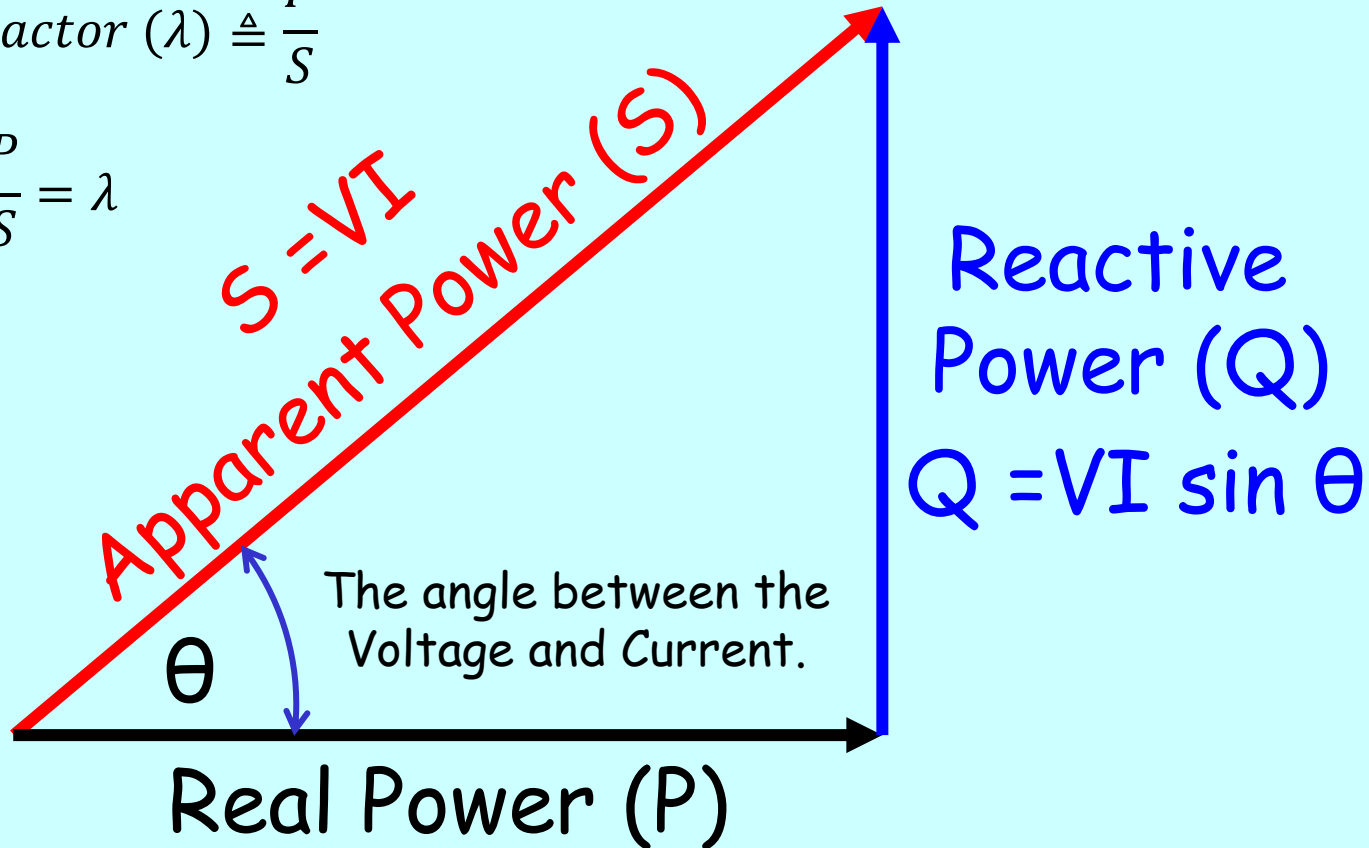 actor (λ) ≜ P/S
P/S = λ
S =VI
Apparent Power (S)
Reactive
Power (Q)
Q =VI sin θ
The angle between the
Voltage and Current.
θ
Real Power (P)